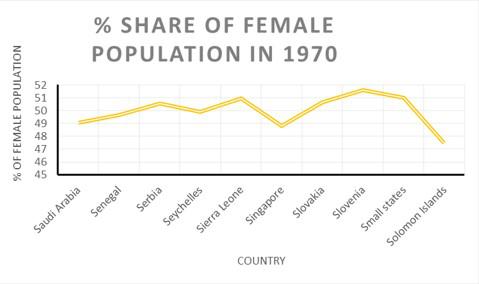 % SHARE OF FEMALE
POPULATION IN 1970
% OF FEMALE POPULATION
52
51
50
49
48
47
46
45
Saudi Arabia
Senegal
Serbia
Seychelles
Sierra Leone
Singapore
Slovakia
Slovenia
Small states
Solomon Islands
COUNTRY